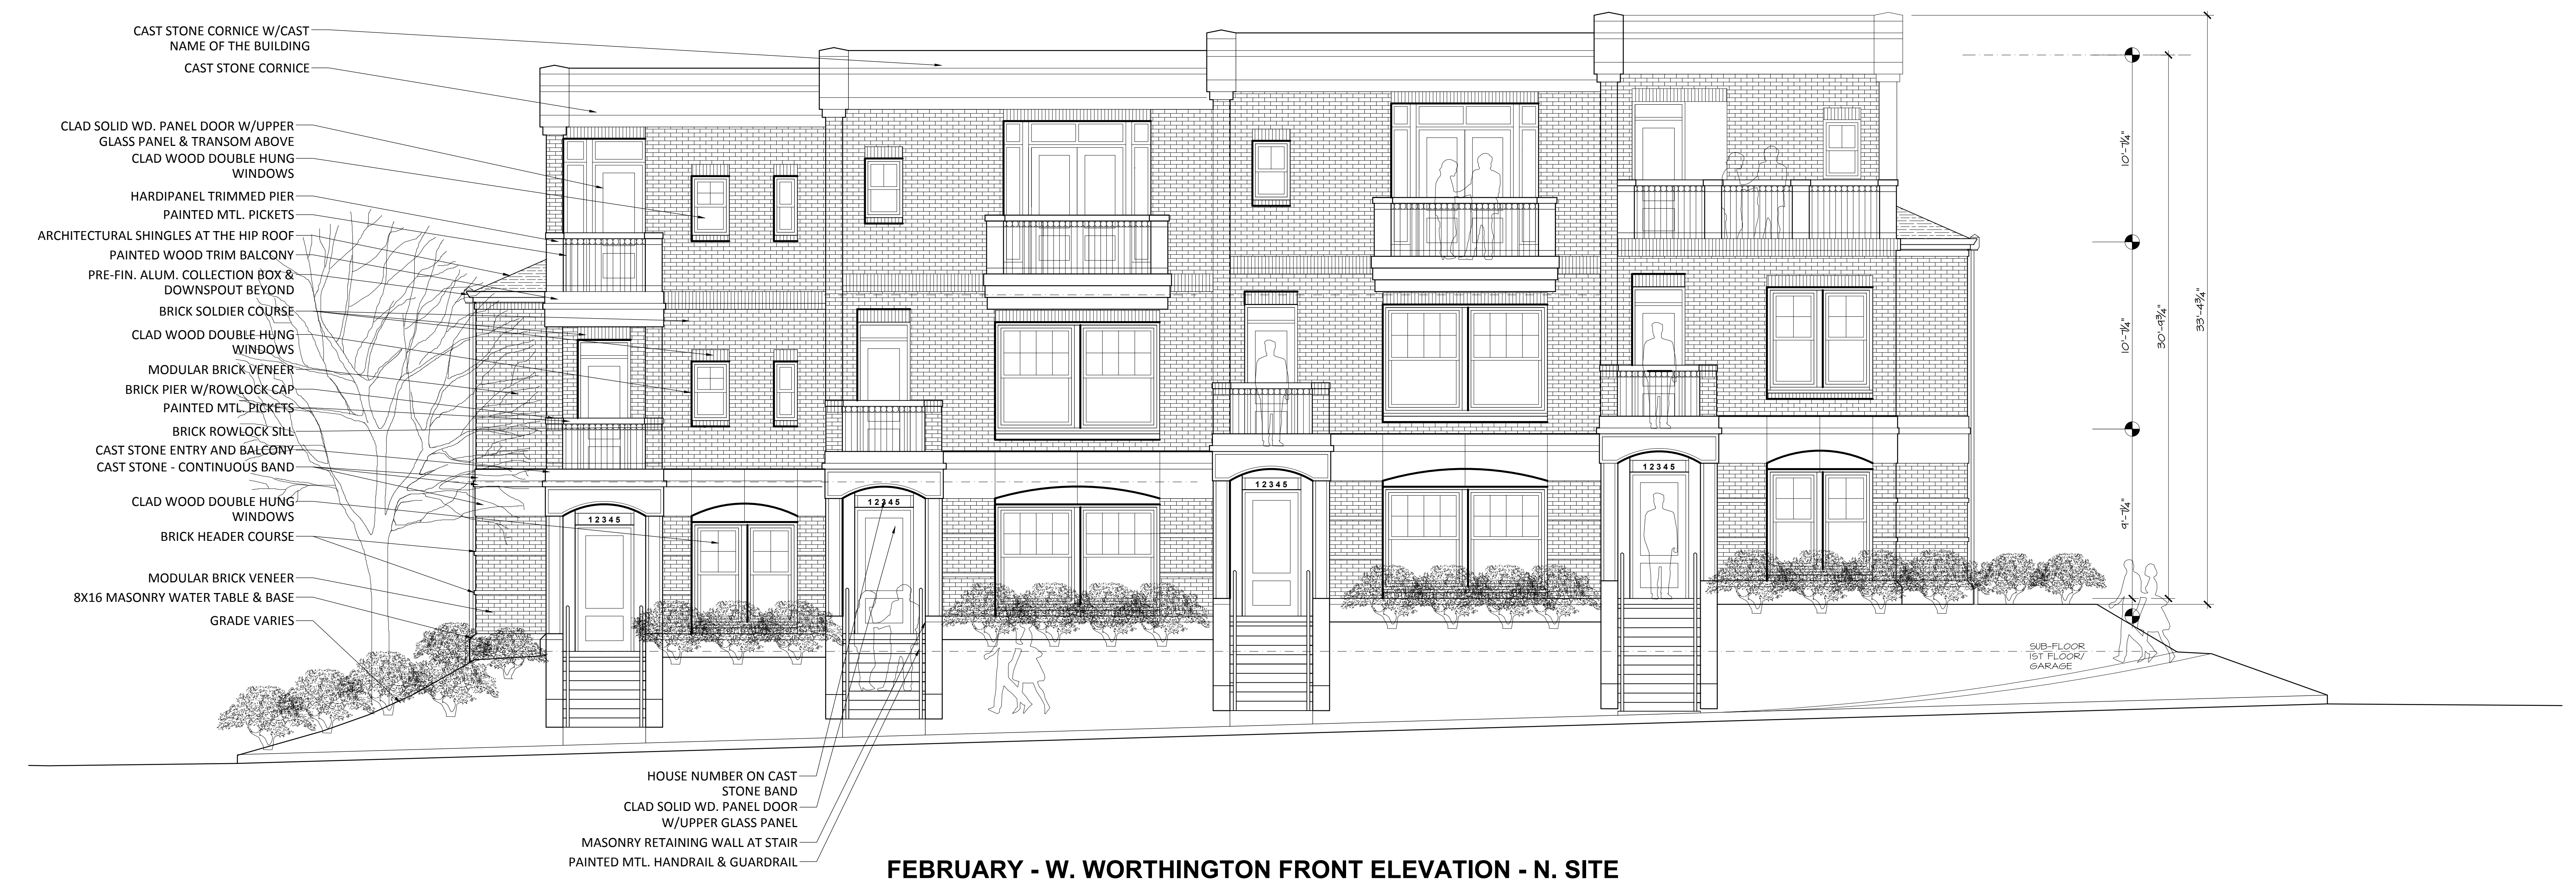 CAST STONE CORNICE W/CAST
NAME OF THE BUILDING
CAST STONE CORNICE
CLAD SOLID WD. PANEL DOOR W/UPPER
GLASS PANEL & TRANSOM ABOVE
CLAD WOOD DOUBLE HUNG
WINDOWS
HARDIPANEL TRIMMED PIER
PAINTED MTL. PICKETS
ARCHITECTURAL SHINGLES AT THE HIP ROOF
PAINTED WOOD TRIM BALCONY
PRE-FIN. ALUM. COLLECTION BOX &
DOWNSPOUT BEYOND
BRICK SOLDIER COURSE
CLAD WOOD DOUBLE HUNG
WINDOWS
MODULAR BRICK VENEER
BRICK PIER W/ROWLOCK CAP
PAINTED MTL. PICKETS
BRICK ROWLOCK SILL
CAST STONE ENTRY AND BALCONY
CAST STONE - CONTINUOUS BAND
CLAD WOOD DOUBLE HUNG
WINDOWS
BRICK HEADER COURSE
MODULAR BRICK VENEER
8X16 MASONRY WATER TABLE & BASE
GRADE VARIES
12345
12345
12345
12345
10'-7¼"
10'-7¼"
9'-7¼"
30'-9¾"
33'-4¾"
SUB-FLOOR
1ST FLOOR/
GARAGE
HOUSE NUMBER ON CAST
STONE BAND
CLAD SOLID WD. PANEL DOOR
W/UPPER GLASS PANEL
MASONRY RETAINING WALL AT STAIR
PAINTED MTL. HANDRAIL & GUARDRAIL
FEBRUARY - W. WORTHINGTON FRONT ELEVATION - N. SITE